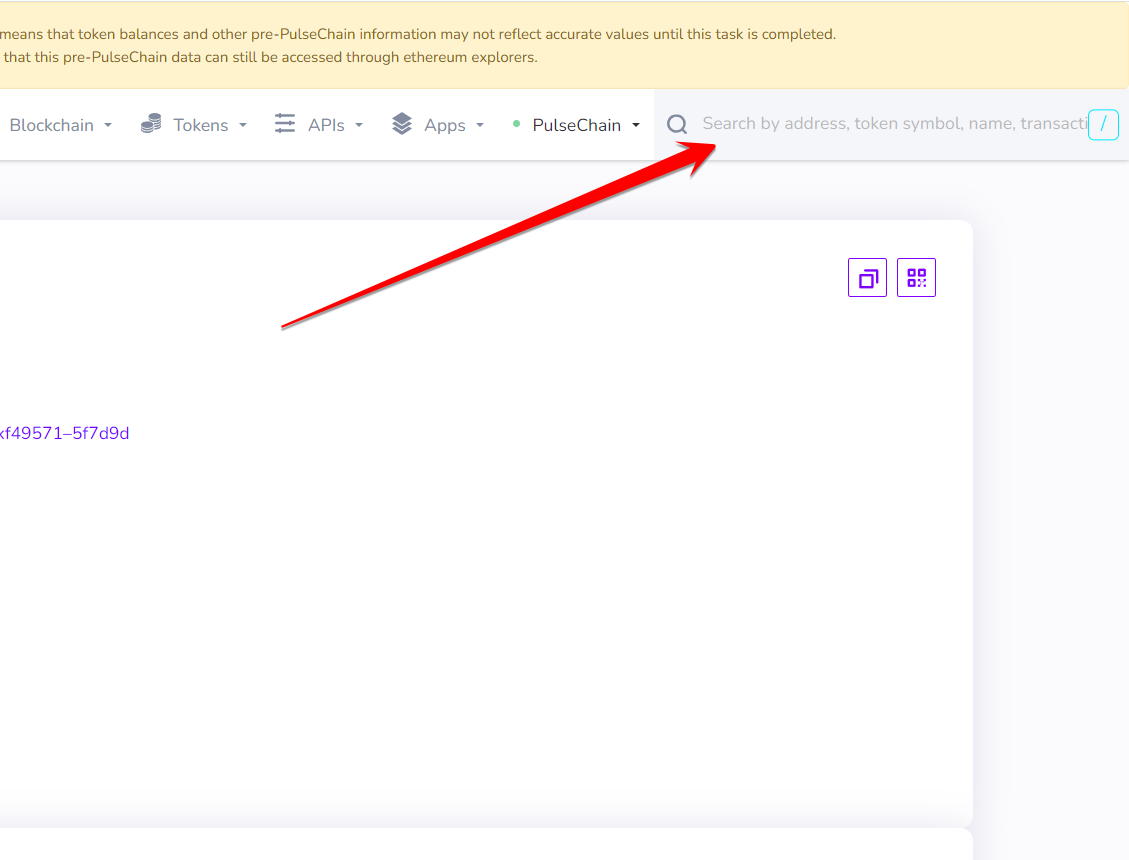 means that token balances and other pre-PulseChain information may not reflect accurate values until this task is completed.
that this pre-PulseChain data can still be accessed through ethereum explorers.
Blockchain Tokens APIs Apps PulseChain Search by address, token symbol, name, transacti /
xf49571–5f7d9d